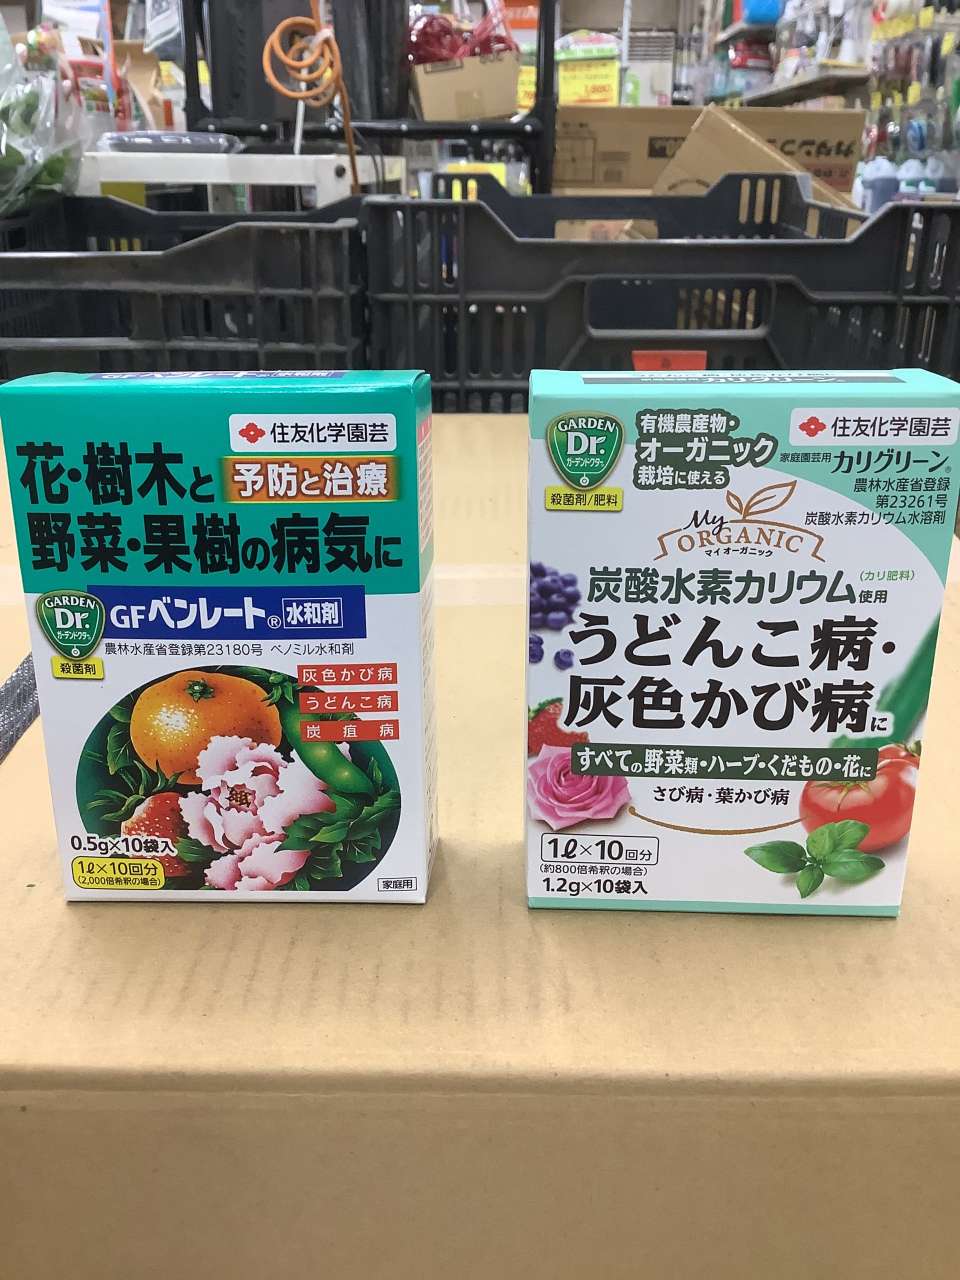 GFベンレート®
住友化学園芸
花・樹木と
予防と治療
野菜・果樹の病気に
GARDEN
Dr.
ガーデンドクター
殺菌剤
GFベンレート®水和剤
農林水産省登録第23180号 ベノミル水和剤
灰色かび病
うどんこ病
炭疽病
0.5g×10袋入
1ℓ×10回分
(2,000倍希釈の場合)
家庭用
カリグリーン®
GARDEN
Dr.
ガーデンドクター
殺菌剤/肥料
有機農産物・
オーガニック
栽培に使える
住友化学園芸
家庭園芸用カリグリーン®
農林水産省登録
第23261号
炭酸水素カリウム水溶剤
My
ORGANIC
マイオーガニック
炭酸水素カリウム(カリ肥料)使用
うどんこ病・
灰色かび病に
すべての野菜類・ハーブ・くだもの・花に
さび病・葉かび病
1ℓ×10回分
(約800倍希釈の場合)
1.2g×10袋入